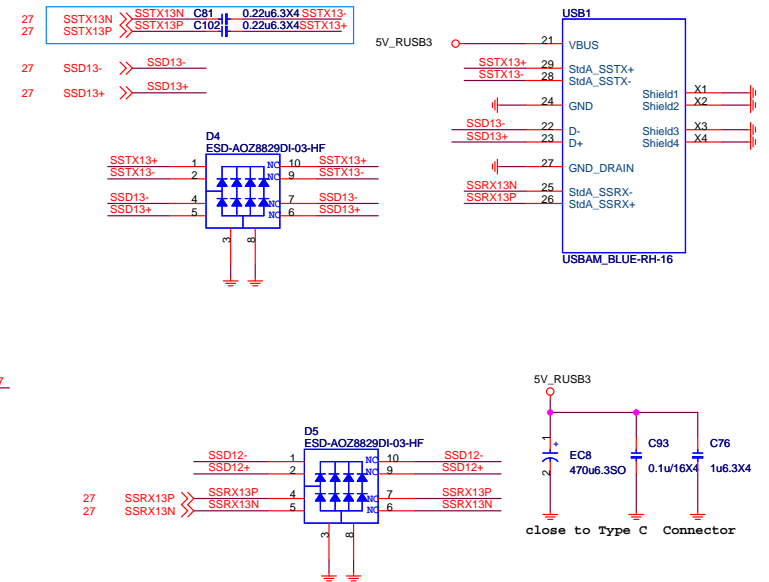 27 SSTX13N SSTX13N C81 0.22u6.3X4 SSTX13-
27 SSTX13P SSTX13P C102 0.22u6.3X4 SSTX13+
27 SSD13- SSD13-
27 SSD13+ SSD13+
D4
ESD-AOZ8829DI-03-HF
SSTX13+ 1 NC 10 SSTX13+
SSTX13- 2 NC 9 SSTX13-
SSD13- 4 NC 7 SSD13-
SSD13+ 5 NC 6 SSD13+
3 8
USB1
5V_RUSB3 21 VBUS
SSTX13+ 29 StdA_SSTX+
SSTX13- 28 StdA_SSTX-
Shield1 X1
24 GND Shield2 X2
SSD13- 22 D- Shield3 X3
SSD13+ 23 D+ Shield4 X4
27 GND_DRAIN
SSRX13N 25 StdA_SSRX-
SSRX13P 26 StdA_SSRX+
USBAM_BLUE-RH-16
7
D5
ESD-AOZ8829DI-03-HF
SSD12- 1 NC 10 SSD12-
SSD12+ 2 NC 9 SSD12+
27 SSRX13P SSRX13P 4 NC 7 SSRX13P
27 SSRX13N SSRX13N 5 NC 6 SSRX13N
3 8
5V_RUSB3
1 + 2
EC8
470u6.3SO
C93
0.1u/16X4
C76
1u6.3X4
close to Type C Connector